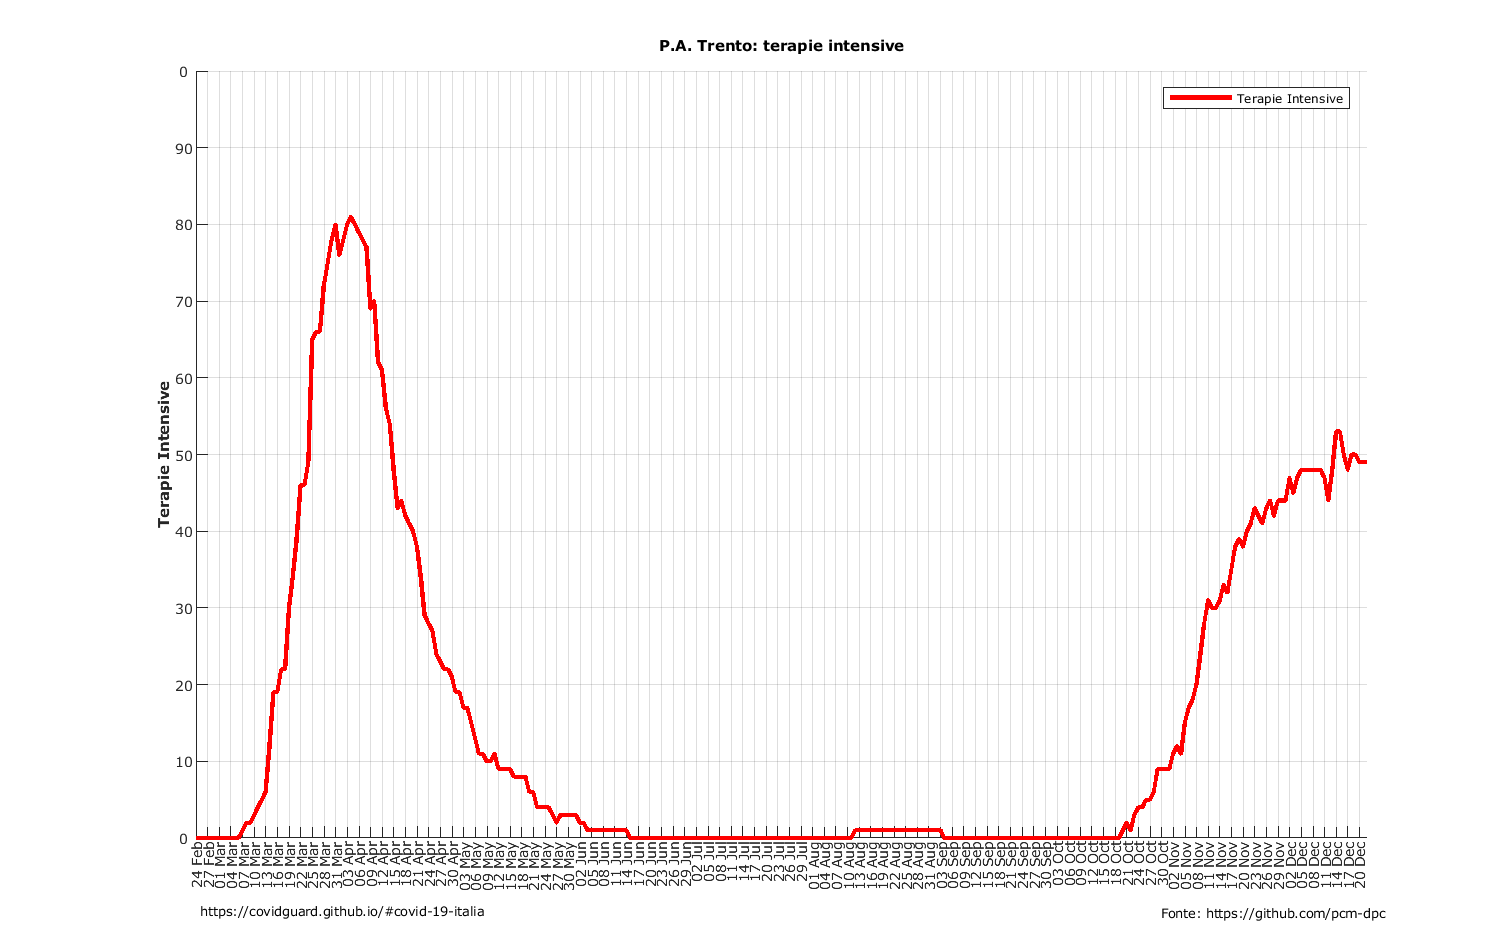 P.A. Trento: terapie intensive
Terapie Intensive
0
90
80
70
60
50
40
30
20
10
0
Terapie Intensive
24 Feb
27 Feb
01 Mar
04 Mar
07 Mar
10 Mar
13 Mar
16 Mar
19 Mar
22 Mar
25 Mar
28 Mar
31 Mar
03 Apr
06 Apr
09 Apr
12 Apr
15 Apr
18 Apr
21 Apr
24 Apr
27 Apr
30 Apr
03 May
06 May
09 May
12 May
15 May
18 May
21 May
24 May
27 May
30 May
02 Jun
05 Jun
08 Jun
11 Jun
14 Jun
17 Jun
20 Jun
23 Jun
26 Jun
29 Jun
02 Jul
05 Jul
08 Jul
11 Jul
14 Jul
17 Jul
20 Jul
23 Jul
26 Jul
29 Jul
01 Aug
04 Aug
07 Aug
10 Aug
13 Aug
16 Aug
19 Aug
22 Aug
25 Aug
28 Aug
31 Aug
03 Sep
06 Sep
09 Sep
12 Sep
15 Sep
18 Sep
21 Sep
24 Sep
27 Sep
30 Sep
03 Oct
06 Oct
09 Oct
12 Oct
15 Oct
18 Oct
21 Oct
24 Oct
27 Oct
30 Oct
02 Nov
05 Nov
08 Nov
11 Nov
14 Nov
17 Nov
20 Nov
23 Nov
26 Nov
29 Nov
02 Dec
05 Dec
08 Dec
11 Dec
14 Dec
17 Dec
20 Dec
https://covidguard.github.io/#covid-19-italia
Fonte: https://github.com/pcm-dpc